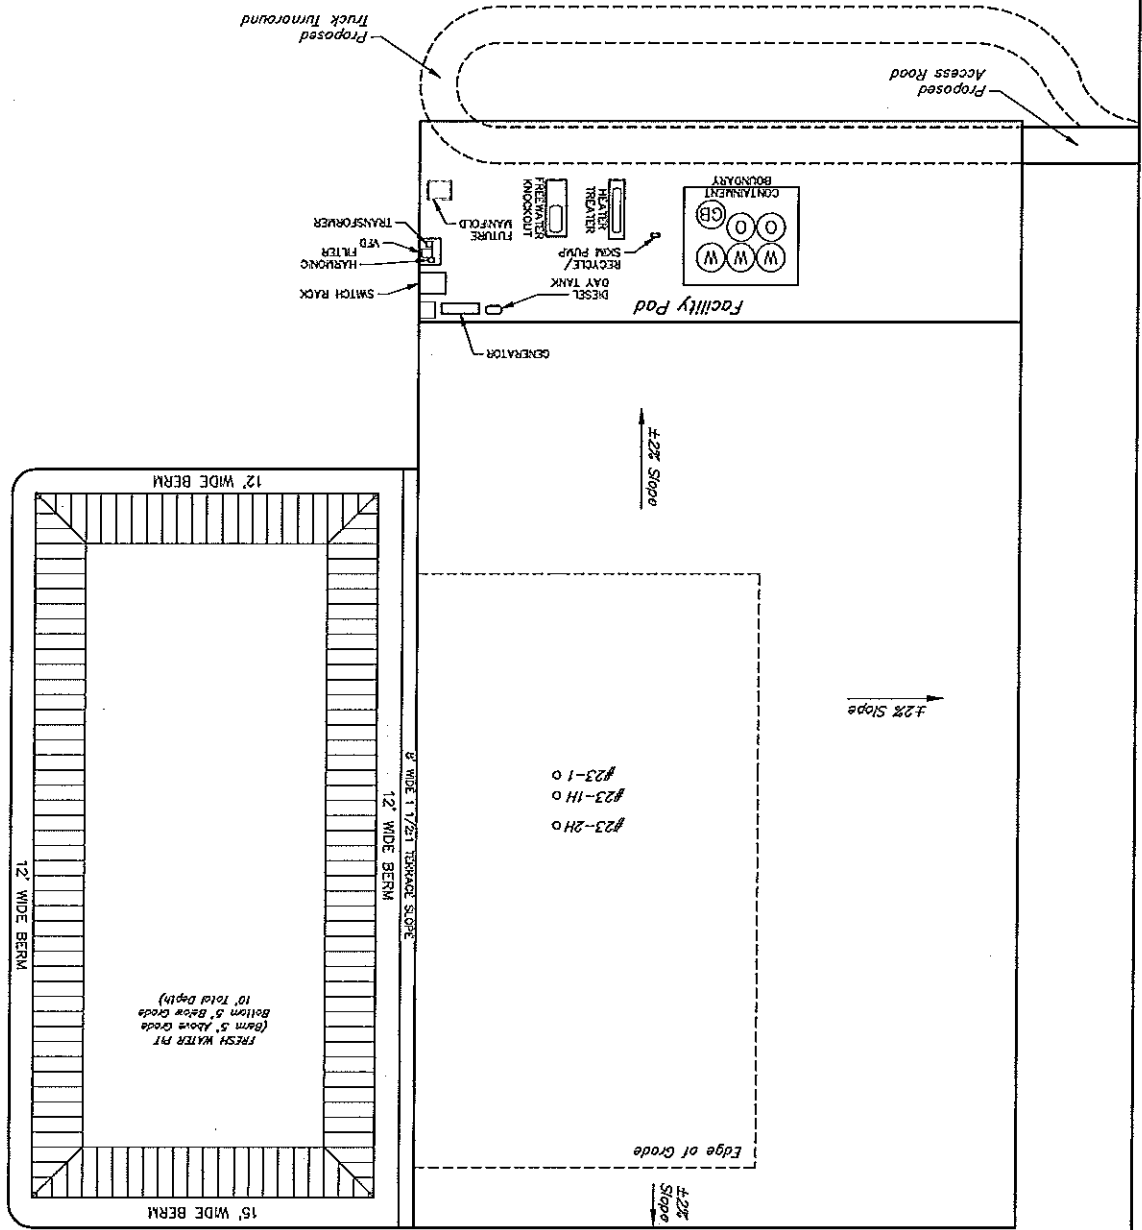 15' WIDE BERM
±2%
Slope
Edge of Grade
FRESH WATER PIT
(Berm 5' Above Grade
Bottom 5' Below Grade
10' Total Depth)
12' WIDE BERM
12' WIDE BERM
8' WIDE 1 1/2:1 TERRACE SLOPE
#23-2H
#23-1H
#23-1
±2% Slope
±2% Slope
12' WIDE BERM
GENERATOR
Facility Pad
DIESEL
DAY TANK
SWITCH RACK
HARMONIC
FILTER
VFD
TRANSFORMER
RECYCLE/
SKIM PUMP
W W W
O O GB
CONTAINMENT
BOUNDARY
HEATER
TREATER
FREEWATER
KNOCKOUT
FUTURE
MANIFOLD
Proposed
Access Road
Proposed
Truck Turnaround